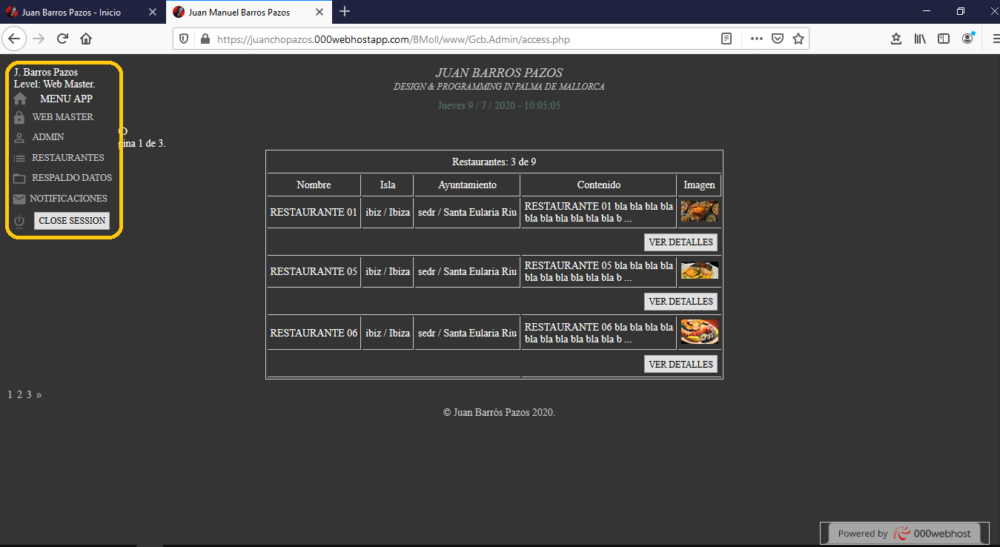 Juan Barros Pazos - Inicio
Juan Manuel Barros Pazos
https://juanchopazos.000webhostapp.com/BMoll/www/Gcb.Admin/access.php
J. Barros Pazos
Level: Web Master.
MENU APP
WEB MASTER
ADMIN
RESTAURANTES
RESPALDO DATOS
NOTIFICACIONES
CLOSE SESSION
JUAN BARROS PAZOS
DESIGN & PROGRAMMING IN PALMA DE MALLORCA
Jueves 9 / 7 / 2020 - 10:05:05
gina 1 de 3.
Restaurantes: 3 de 9
Nombre Isla Ayuntamiento Contenido Imagen
RESTAURANTE 01 ibiz / Ibiza sedr / Santa Eularia Riu RESTAURANTE 01 bla bla bla bla
bla bla bla bla bla bla b ...
VER DETALLES
RESTAURANTE 05 ibiz / Ibiza sedr / Santa Eularia Riu RESTAURANTE 05 bla bla bla bla
bla bla bla bla bla bla b ...
VER DETALLES
RESTAURANTE 06 ibiz / Ibiza sedr / Santa Eularia Riu RESTAURANTE 06 bla bla bla bla
bla bla bla bla bla bla b ...
VER DETALLES
1 2 3 »
© Juan Barrós Pazos 2020.
Powered by 000webhost